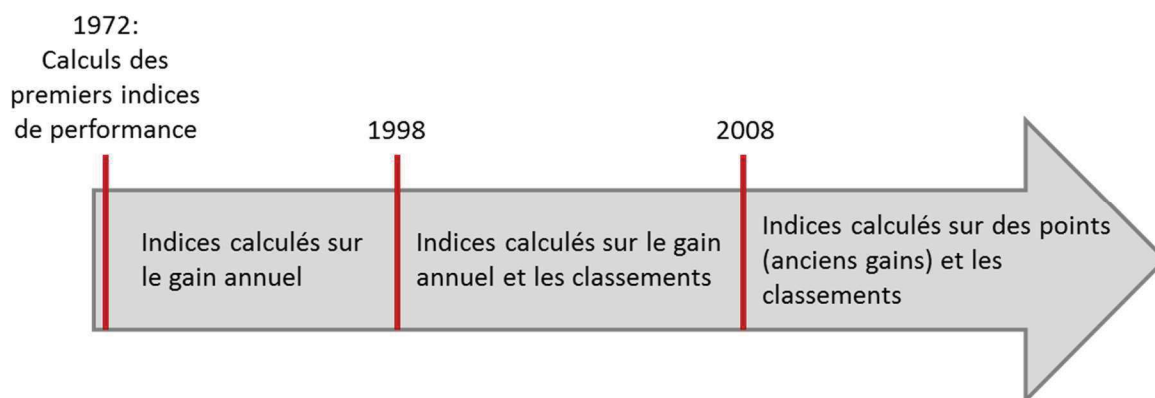 1972:
Calculs des
premiers indices
de performance
1998
2008
Indices calculés sur
le gain annuel
Indices calculés sur le gain
annuel et les classements
Indices calculés sur des points
(anciens gains) et les
classements